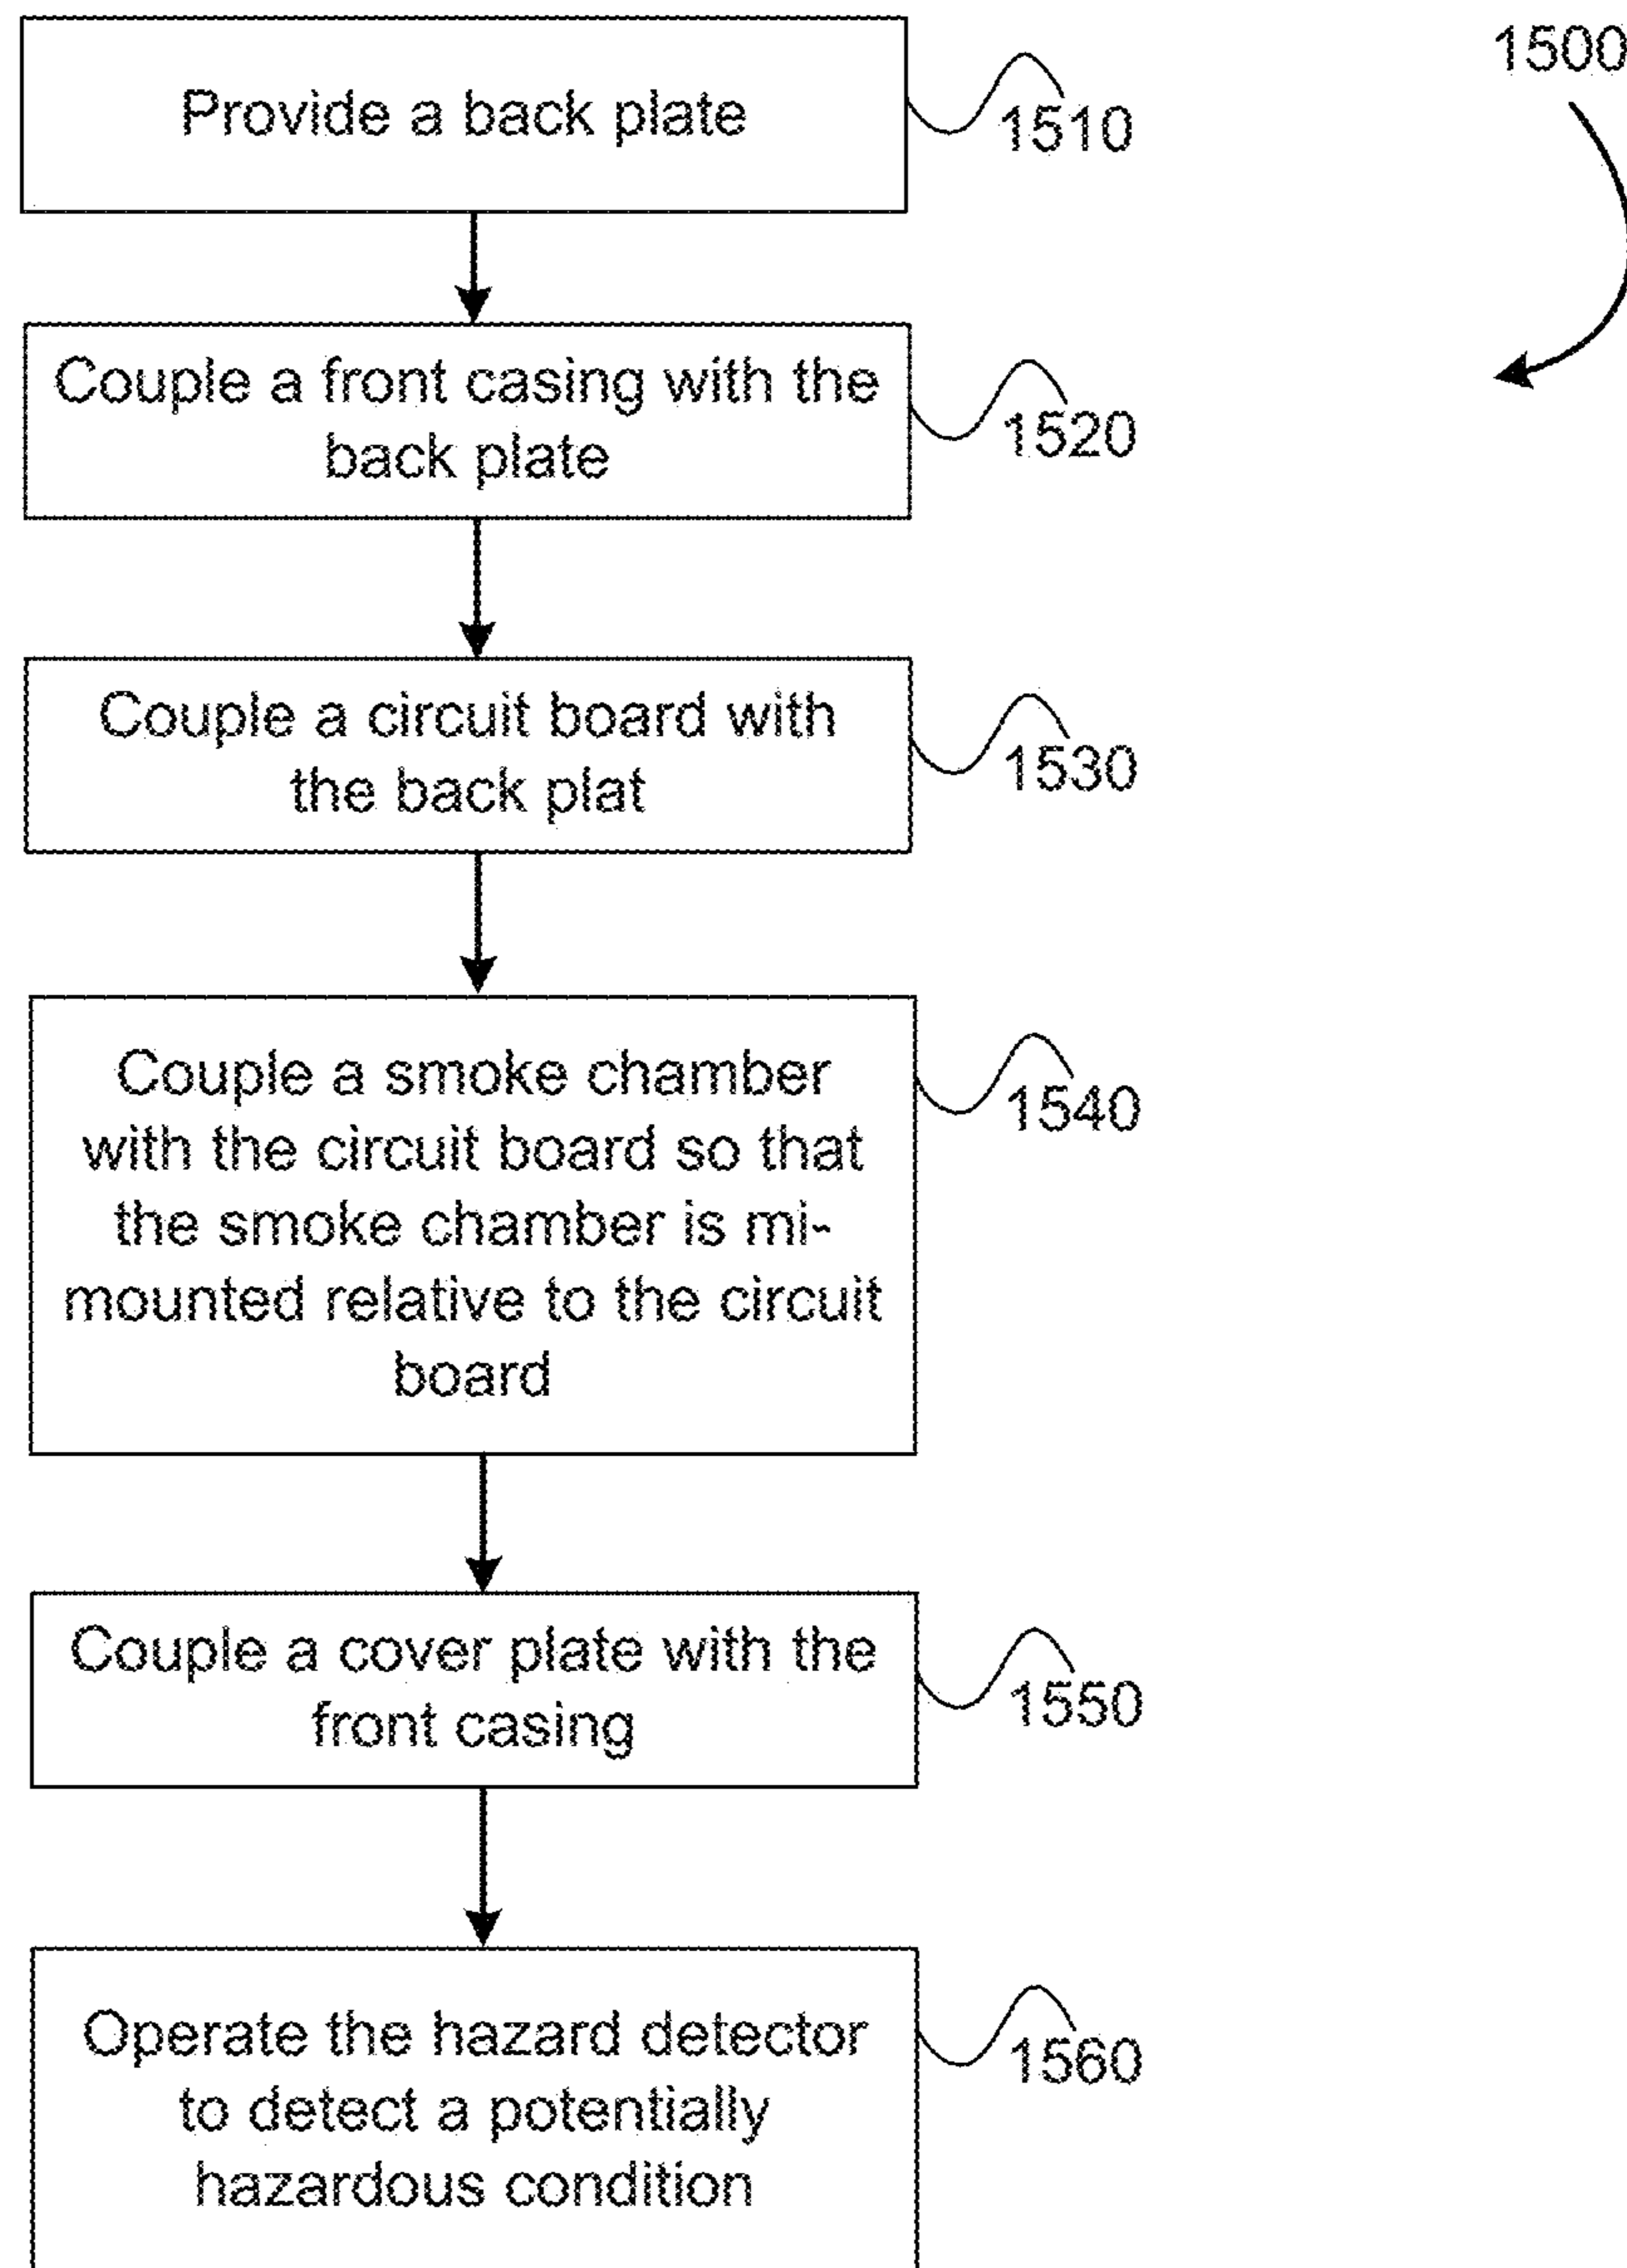 1500
Provide a back plate
1510
Couple a front casing with the
back plate
1520
Couple a circuit board with
the back plat
1530
Couple a smoke chamber
with the circuit board so that
the smoke chamber is mi-
mounted relative to the circuit
board
1540
Couple a cover plate with the
front casing
1550
Operate the hazard detector
to detect a potentially
hazardous condition
1560